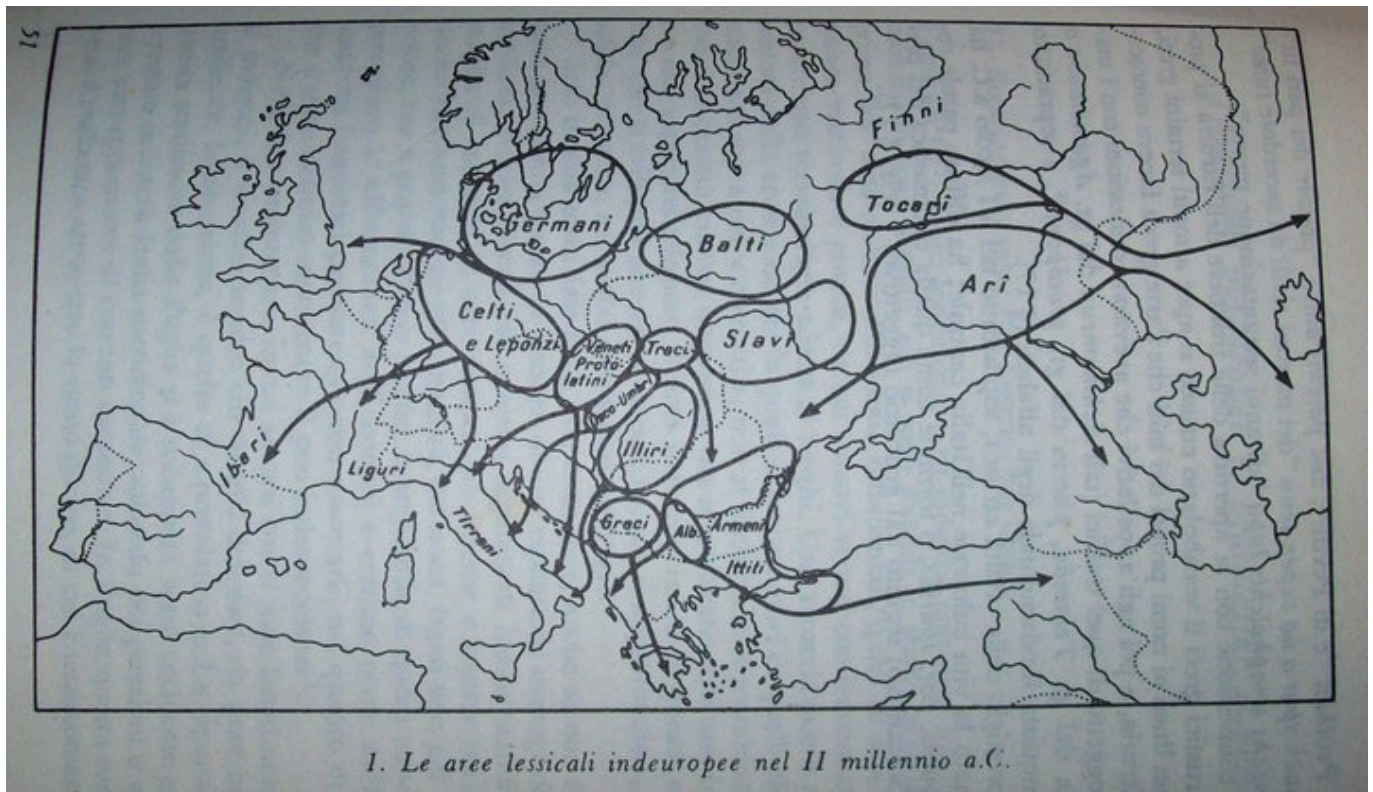 51
Finni
Tocarî
Germani
Balti
Arî
Celti
e Leponzi
Slavi
Veneti
Proto-
latini
Traci
Osco-Umbri
Illiri
Iberi
Liguri
Tirreni
Greci
Alb.
Armeni
Ittiti
1. Le aree lessicali indeuropee nel II millennio a.C.